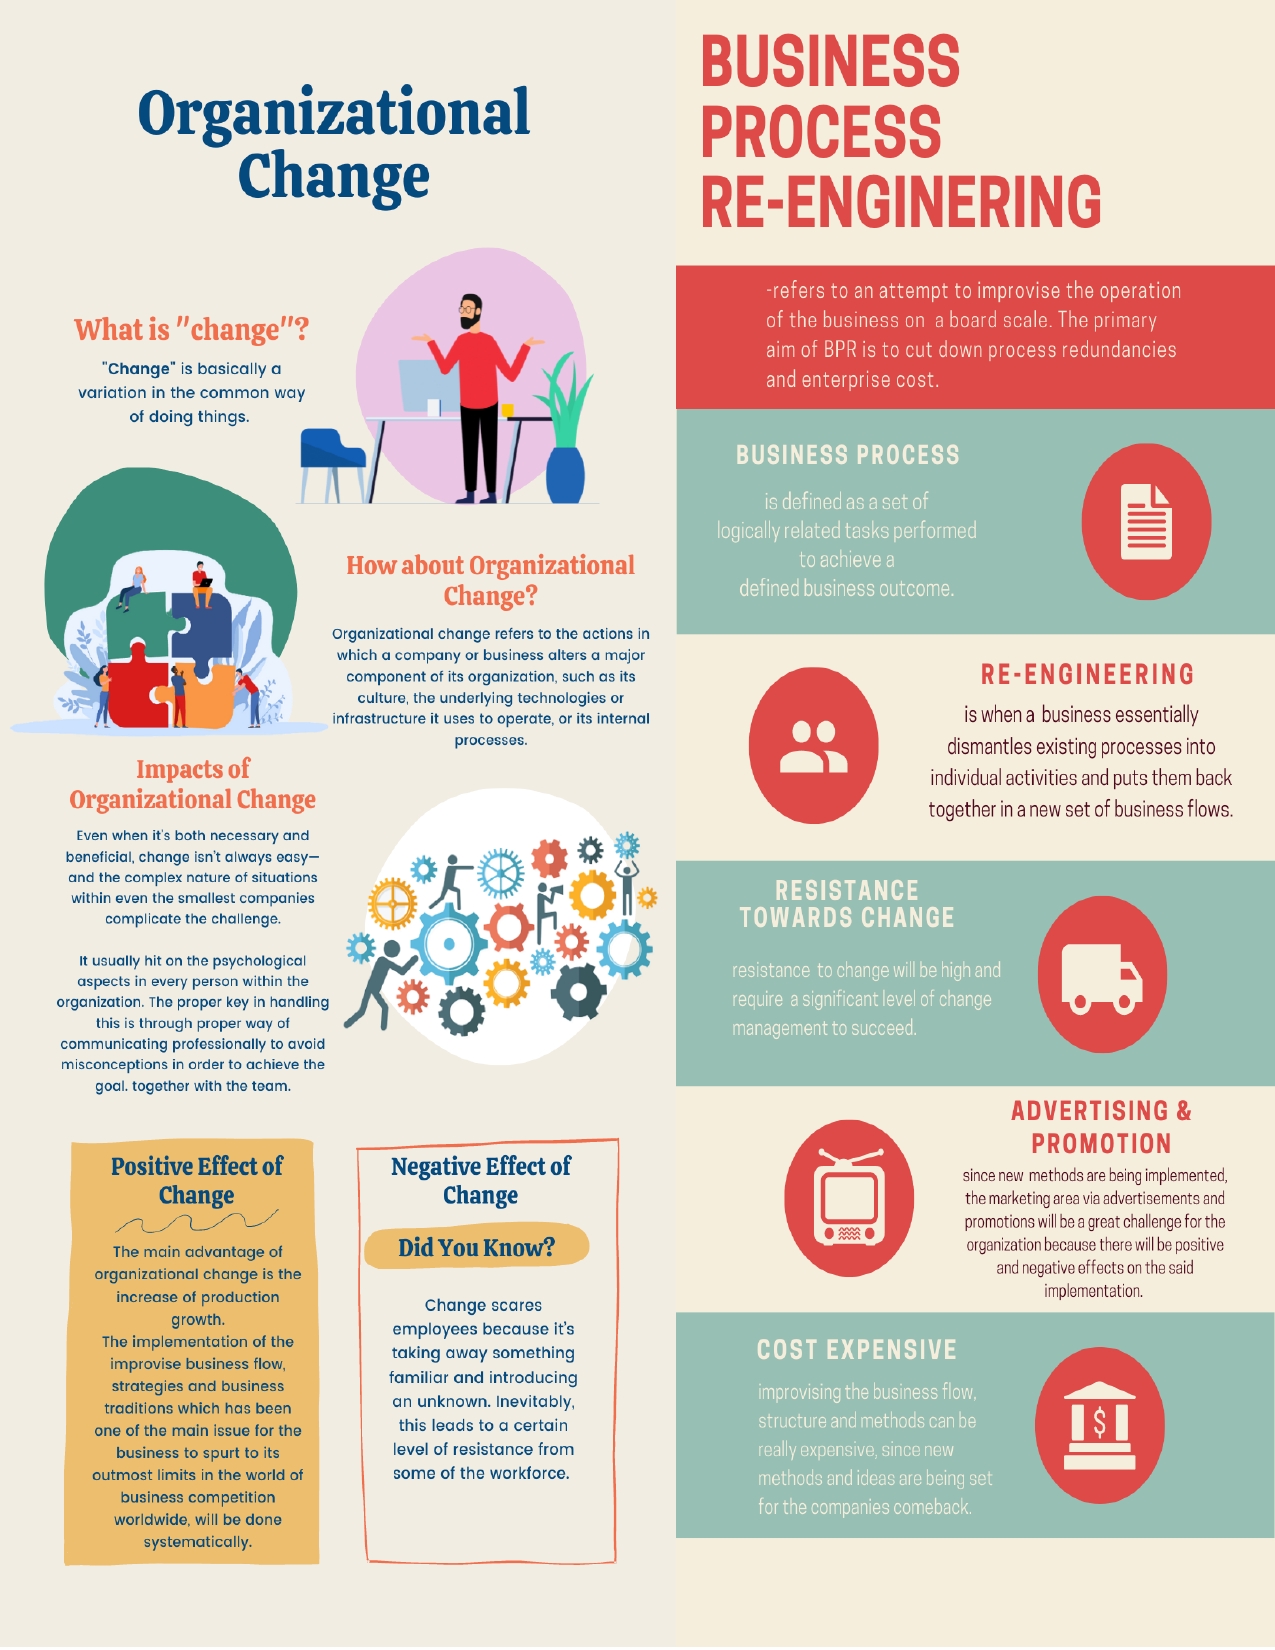 Organizational
Change
What is "change"?
"Change" is basically a
variation in the common way
of doing things.
How about Organizational
Change?
Organizational change refers to the actions in
which a company or business alters a major
component of its organization, such as its
culture, the underlying technologies or
infrastructure it uses to operate, or its internal
processes.
Impacts of
Organizational Change
Even when it's both necessary and
beneficial, change isn't always easy—
and the complex nature of situations
within even the smallest companies
complicate the challenge.
It usually hit on the psychological
aspects in every person within the
organization. The proper key in handling
this is through proper way of
communicating professionally to avoid
misconceptions in order to achieve the
goal. together with the team.
Positive Effect of
Change
The main advantage of
organizational change is the
increase of production
growth.
The implementation of the
improvise business flow,
strategies and business
traditions which has been
one of the main issue for the
business to spurt to its
outmost limits in the world of
business competition
worldwide, will be done
systematically.
Negative Effect of
Change
Did You Know?
Change scares
employees because it's
taking away something
familiar and introducing
an unknown. Inevitably,
this leads to a certain
level of resistance from
some of the workforce.
BUSINESS
PROCESS
RE-ENGINERING
-refers to an attempt to improvise the operation
of the business on a board scale. The primary
aim of BPR is to cut down process redundancies
and enterprise cost.
BUSINESS PROCESS
is defined as a set of
logically related tasks performed
to achieve a
defined business outcome.
RE-ENGINEERING
is when a business essentially
dismantles existing processes into
individual activities and puts them back
together in a new set of business flows.
RESISTANCE
TOWARDS CHANGE
resistance to change will be high and
require a significant level of change
management to succeed.
ADVERTISING &
PROMOTION
since new methods are being implemented,
the marketing area via advertisements and
promotions will be a great challenge for the
organization because there will be positive
and negative effects on the said
implementation.
COST EXPENSIVE
improvising the business flow,
structure and methods can be
really expensive, since new
methods and ideas are being set
for the companies comeback.
$